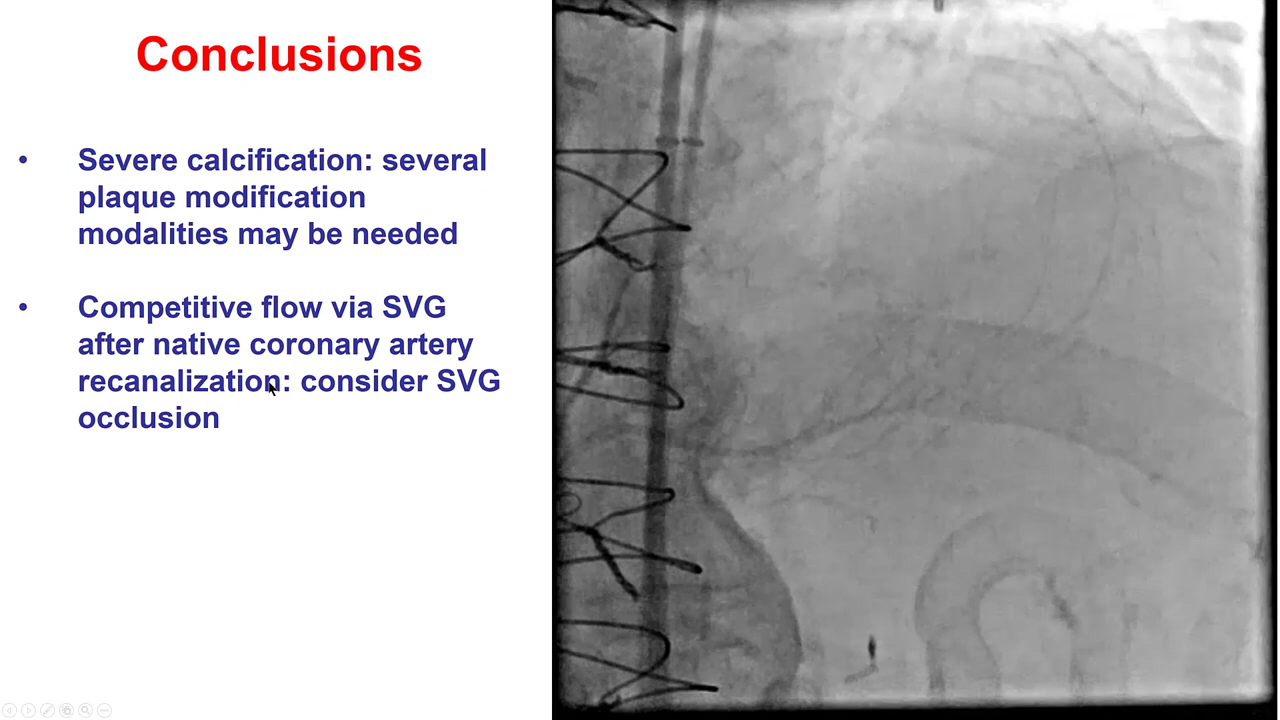 Conclusions
• Severe calcification: several
plaque modification
modalities may be needed
• Competitive flow via SVG
after native coronary artery
recanalization: consider SVG
occlusion